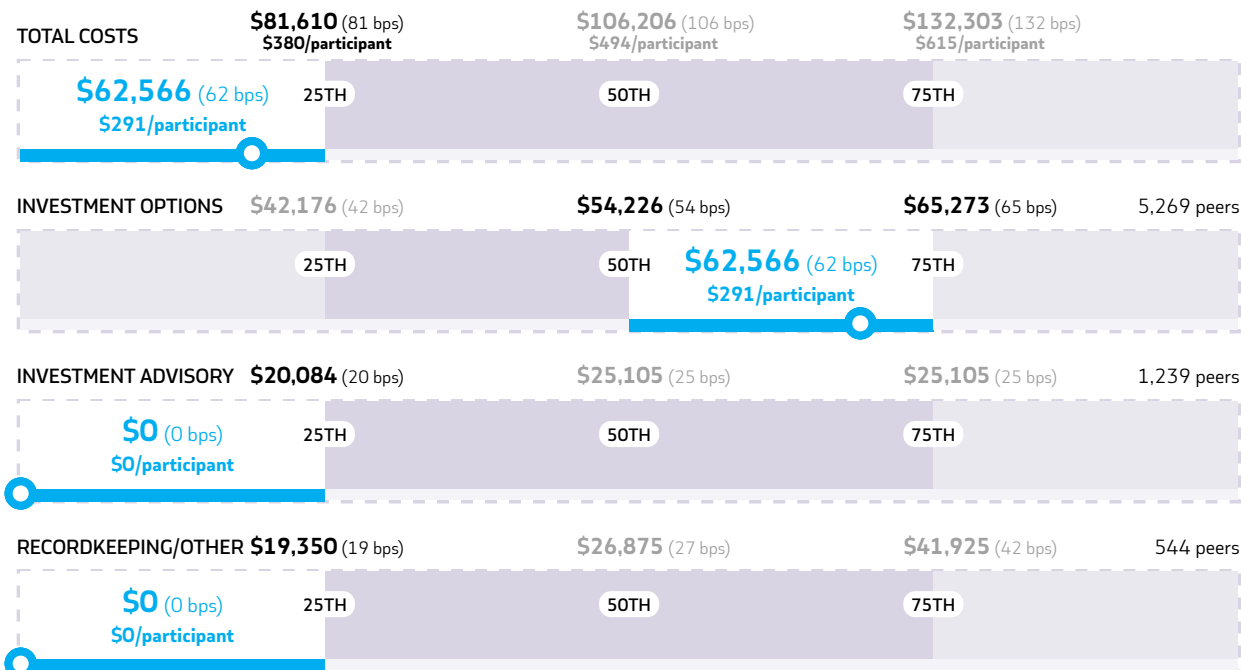 TOTAL COSTS $81,610 (81 bps) $106,206 (106 bps) $132,303 (132 bps)
$380/participant $494/participant $615/participant
$62,566 (62 bps) 25TH 50TH 75TH
$291/participant
INVESTMENT OPTIONS $42,176 (42 bps) $54,226 (54 bps) $65,273 (65 bps) 5,269 peers
25TH 50TH $62,566 (62 bps) 75TH
$291/participant
INVESTMENT ADVISORY $20,084 (20 bps) $25,105 (25 bps) $25,105 (25 bps) 1,239 peers
$0 (0 bps) 25TH 50TH 75TH
$0/participant
RECORDKEEPING/OTHER $19,350 (19 bps) $26,875 (27 bps) $41,925 (42 bps) 544 peers
$0 (0 bps) 25TH 50TH 75TH
$0/participant